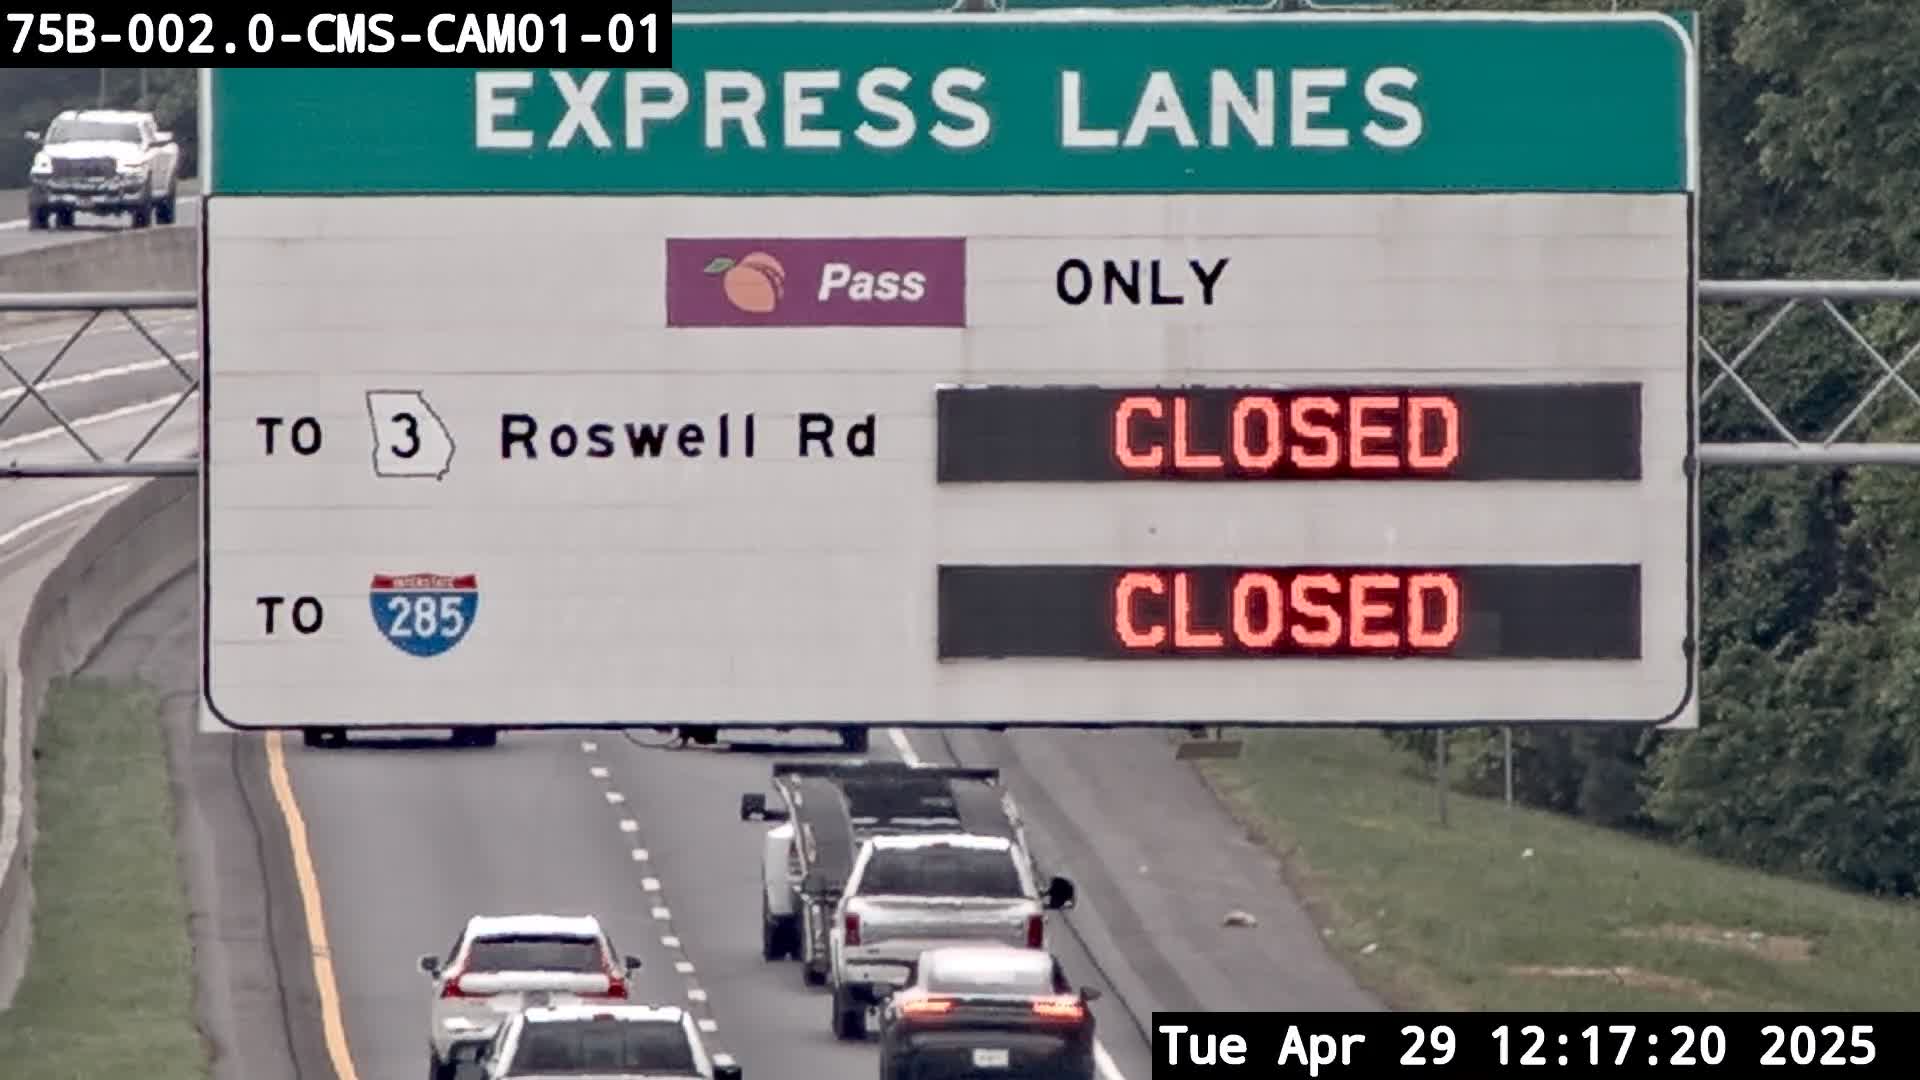 75B-002.0-CMS-CAM01-01
EXPRESS LANES
Pass ONLY
TO 3 Roswell Rd CLOSED
INTERSTATE
TO 285 CLOSED
Tue Apr 29 12:17:20 2025